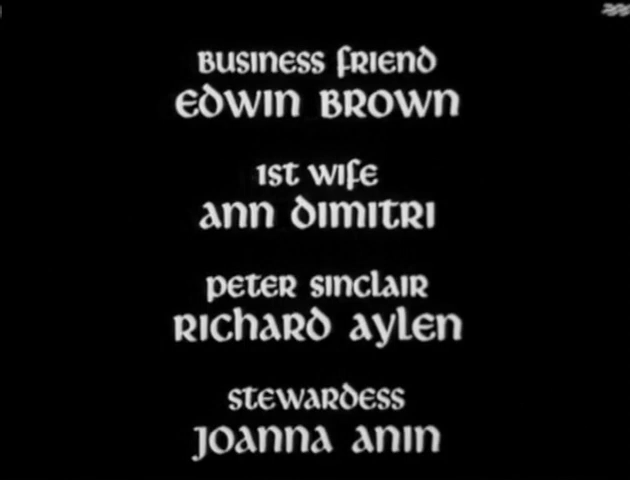 Business Friend
Edwin Brown
1st Wife
Ann Dimitri
Peter Sinclair
Richard Aylen
Stewardess
Joanna Anin